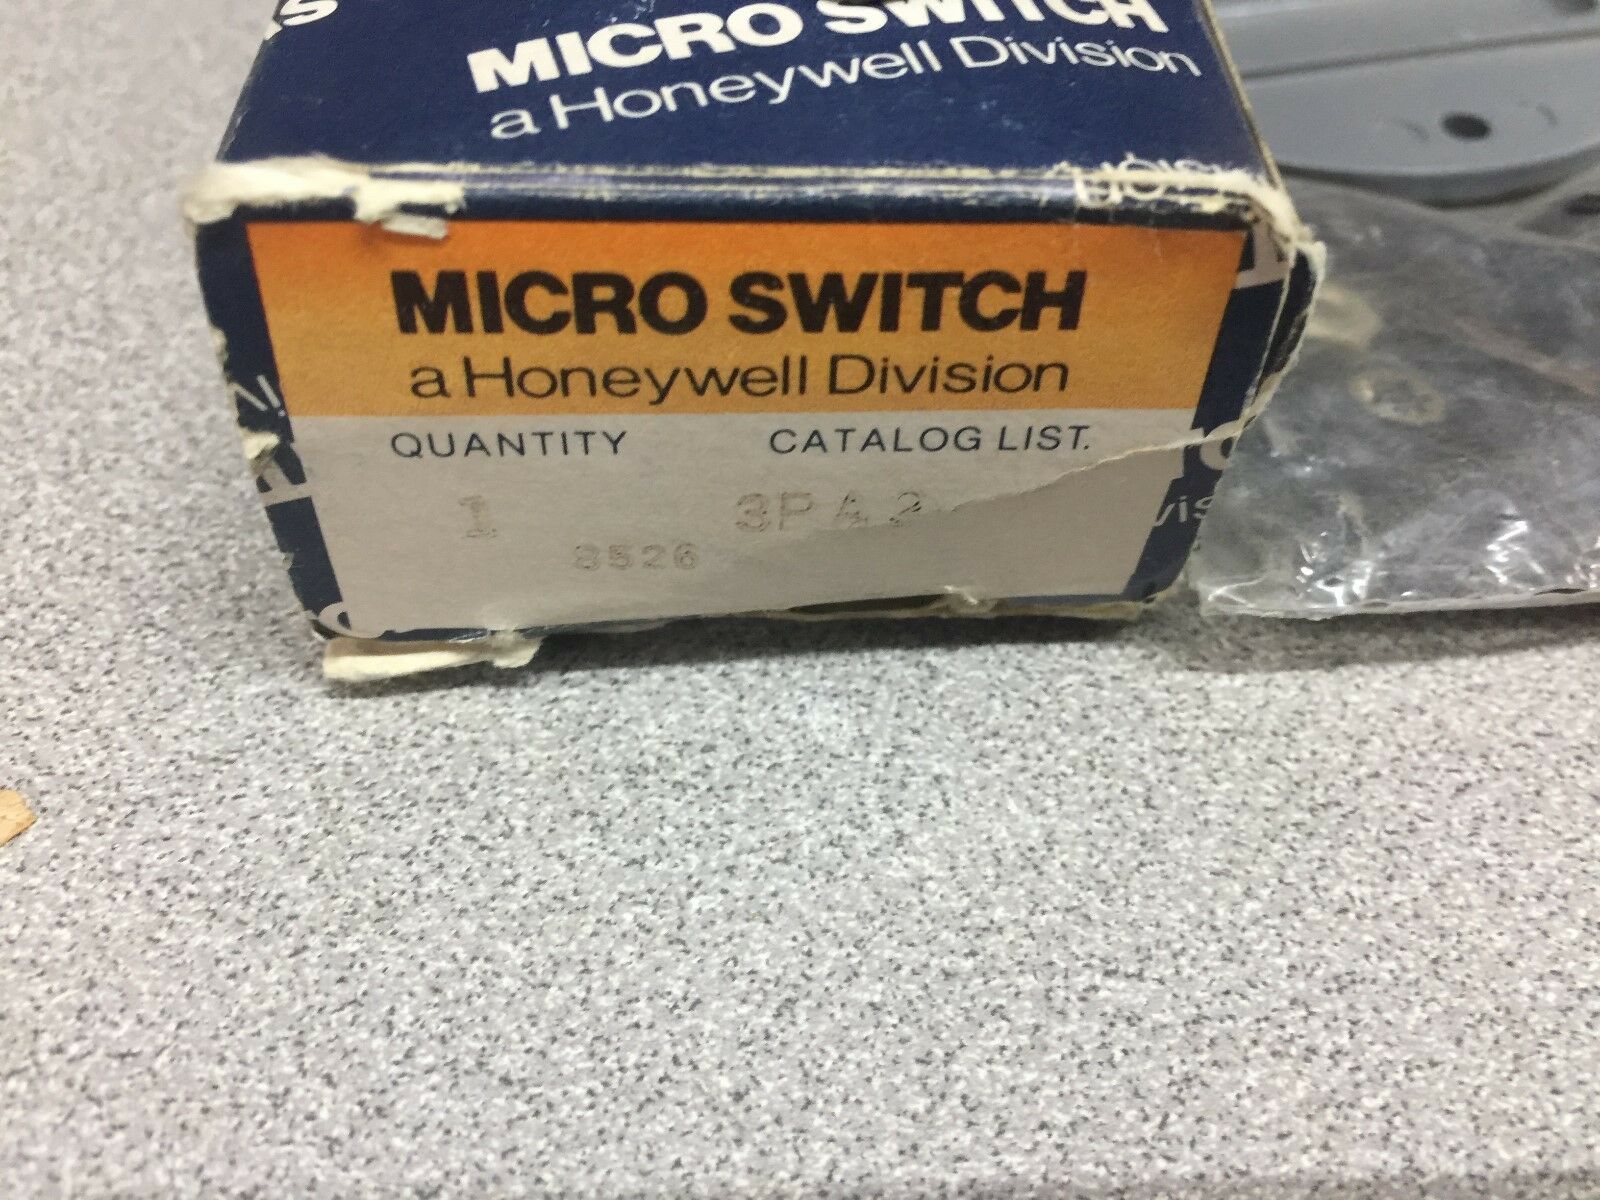 MICRO SWITCH
a Honeywell Division
MICRO SWITCH
a Honeywell Division
QUANTITY CATALOG LIST.
1 3PA2
8526